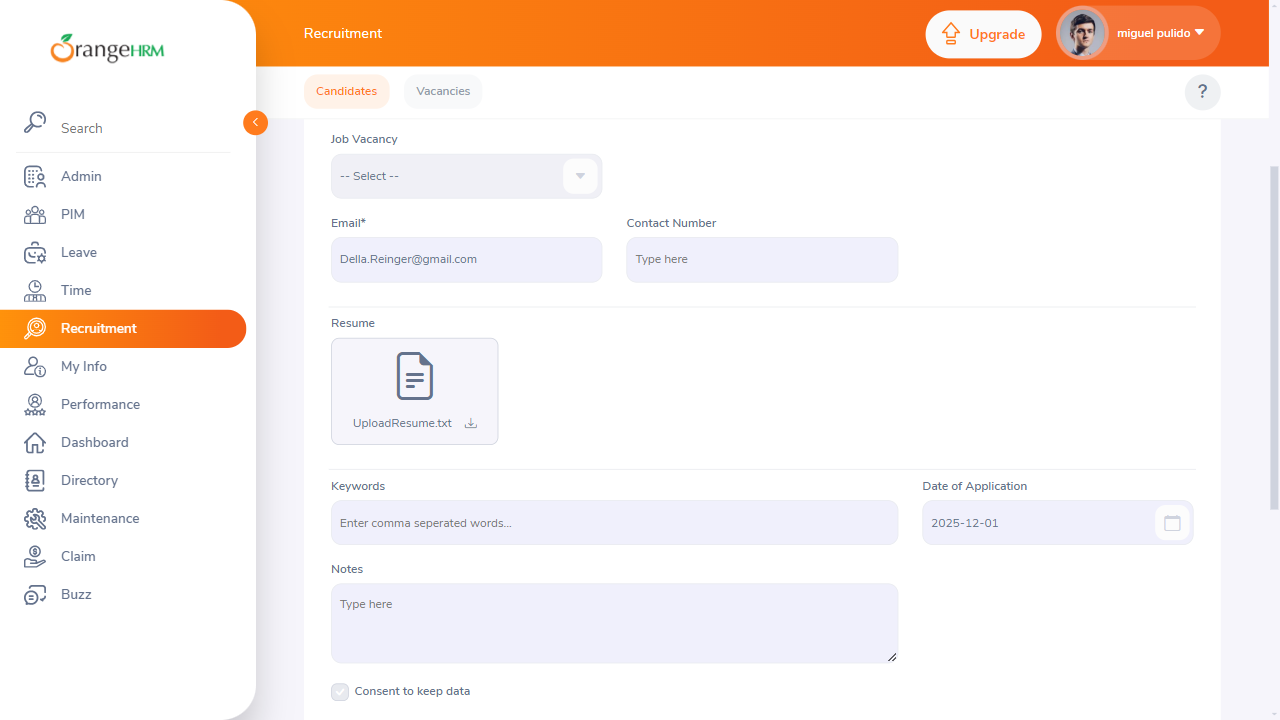 OrangeHRM
Recruitment
Upgrade
miguel pulido
Candidates
Vacancies
?
Search
Admin
PIM
Leave
Time
Recruitment
My Info
Performance
Dashboard
Directory
Maintenance
Claim
Buzz
Job Vacancy
-- Select --
Email*
Contact Number
Della.Reinger@gmail.com
Type here
Resume
UploadResume.txt
Keywords
Date of Application
Enter comma seperated words...
2025-12-01
Notes
Type here
Consent to keep data